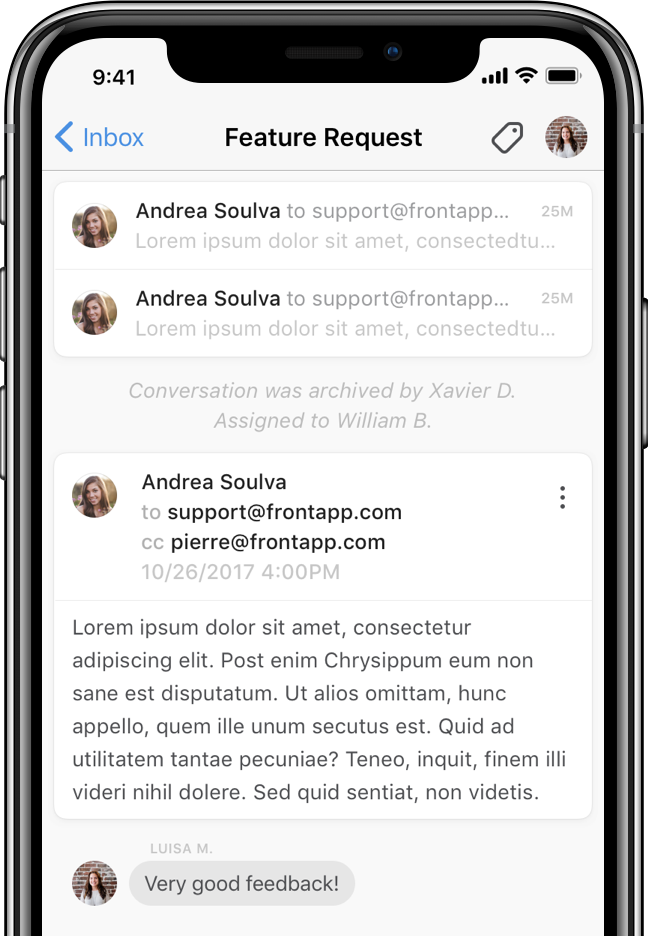 9:41
Inbox
Feature Request
Andrea Soulva to support@frontapp... 25M
Lorem ipsum dolor sit amet, consectedtu...
Andrea Soulva to support@frontapp... 25M
Lorem ipsum dolor sit amet, consectedtu...
Conversation was archived by Xavier D.
Assigned to William B.
Andrea Soulva
to support@frontapp.com
cc pierre@frontapp.com
10/26/2017 4:00PM
Lorem ipsum dolor sit amet, consectetur
adipiscing elit. Post enim Chrysippum eum non
sane est disputatum. Ut alios omittam, hunc
appello, quem ille unum secutus est. Quid ad
utilitatem tantae pecuniae? Teneo, inquit, finem illi
videri nihil dolere. Sed quid sentiat, non videtis.
LUISA M.
Very good feedback!